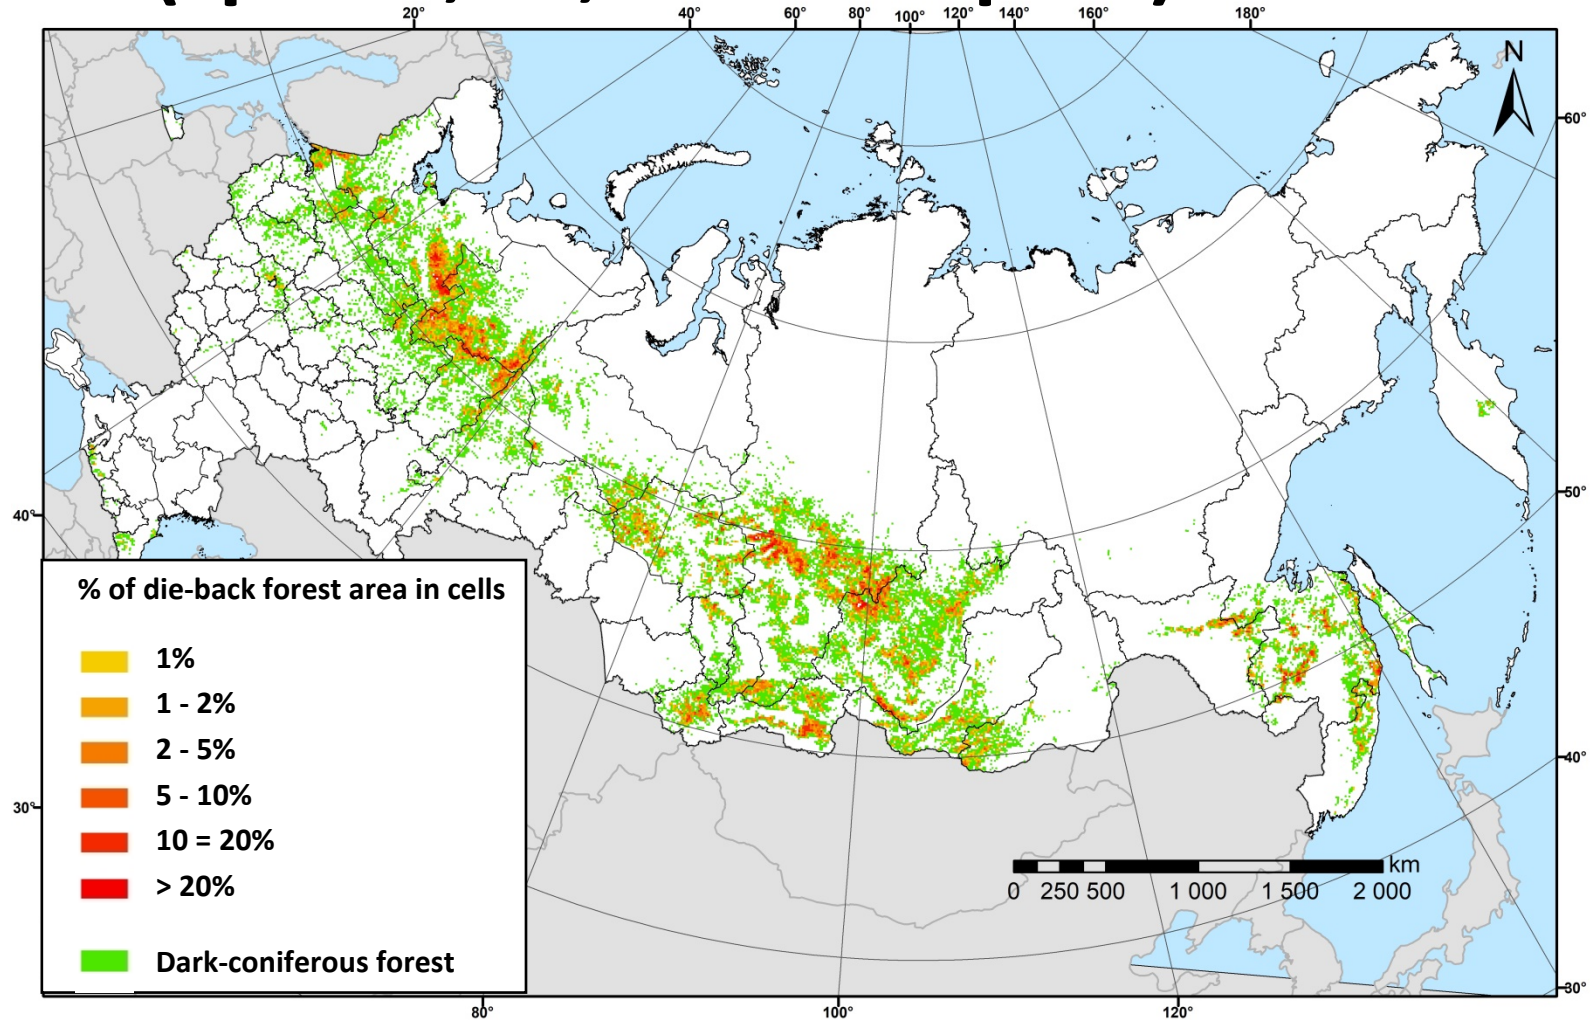 20° 40° 60° 80° 100° 120° 140° 160° 180°
N
60°
50°
40°
40°
30°
30°
% of die-back forest area in cells
1%
1 - 2%
2 - 5%
5 - 10%
10 = 20%
> 20%
Dark-coniferous forest
km
0 250 500 1 000 1 500 2 000
80° 100° 120°